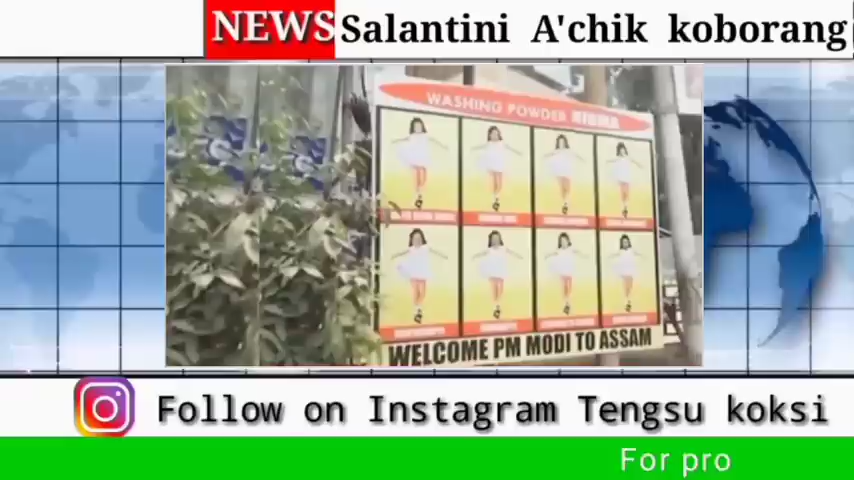 NEWS Salantini A'chik koborang
WASHING POWDER NIRMA
WELCOME PM MODI TO ASSAM
Follow on Instagram Tengsu koksi
For pro